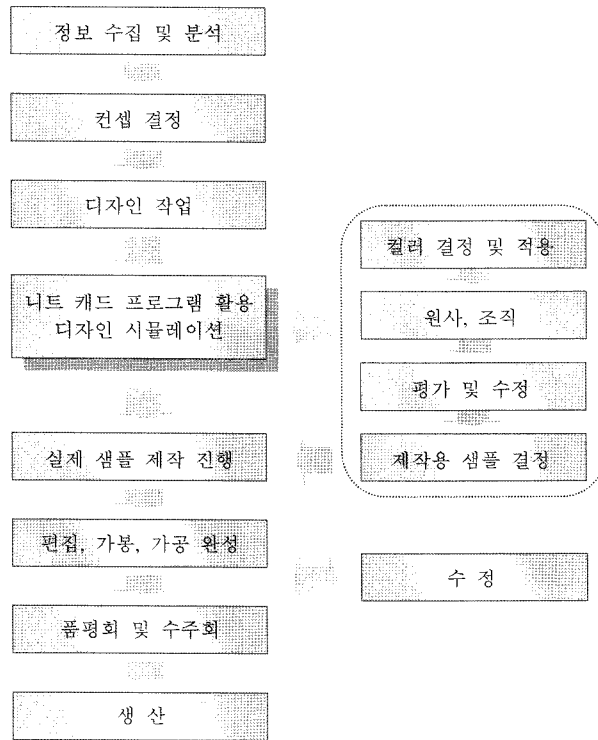 정보 수집 및 분석
컨셉 결정
디자인 작업
니트 캐드 프로그램 활용
디자인 시뮬레이션
실제 샘플 제작 진행
편집, 가봉, 가공 완성
품평회 및 수주회
생 산
컬러 결정 및 적용
원사, 조직
평가 및 수정
제작용 샘플 결정
수 정